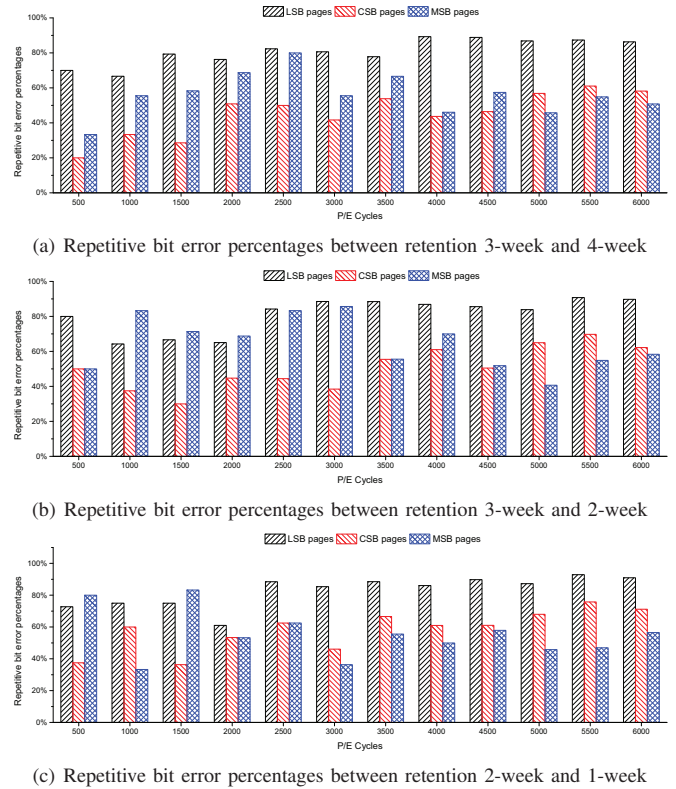 LSB pages CSB pages MSB pages
100%
80%
60%
40%
20%
0%
Repetitive bit error percentages
500 1000 1500 2000 2500 3000 3500 4000 4500 5000 5500 6000
P/E Cycles
(a) Repetitive bit error percentages between retention 3-week and 4-week
LSB pages CSB pages MSB pages
100%
80%
60%
40%
20%
0%
Repetitive bit error percentages
500 1000 1500 2000 2500 3000 3500 4000 4500 5000 5500 6000
P/E Cycles
(b) Repetitive bit error percentages between retention 3-week and 2-week
LSB pages CSB pages MSB pages
100%
80%
60%
40%
20%
0%
Repetitive bit error percentages
500 1000 1500 2000 2500 3000 3500 4000 4500 5000 5500 6000
P/E Cycles
(c) Repetitive bit error percentages between retention 2-week and 1-week